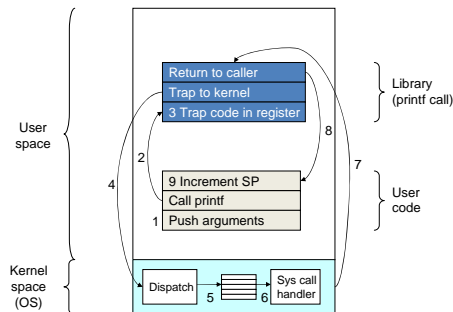 Return to caller
Trap to kernel
3 Trap code in register
Library
(printf call)
User
space
4
2
8
7
9 Increment SP
Call printf
1
Push arguments
User
code
Kernel
space
(OS)
Dispatch
5
6
Sys call
handler